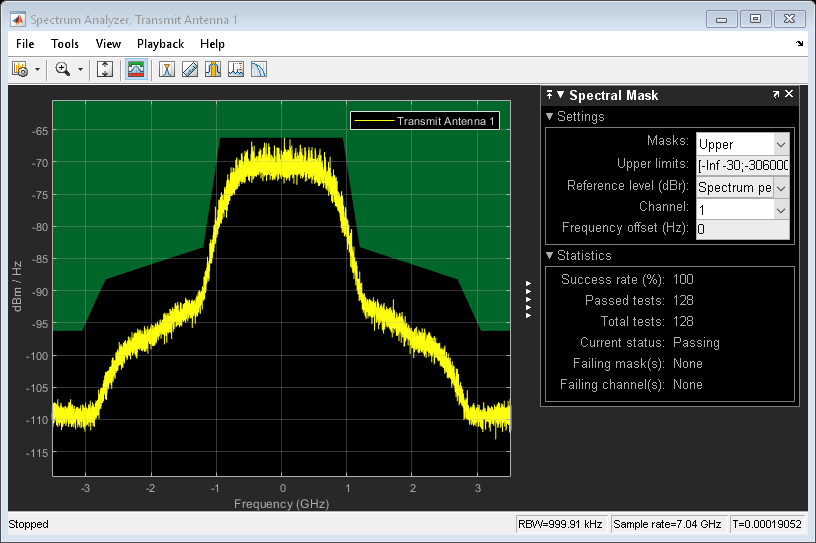 Spectrum Analyzer, Transmit Antenna 1
File Tools View Playback Help
Transmit Antenna 1
-65
-70
-75
-80
-85
-90
-95
-100
-105
-110
-115
dBm / Hz
-3 -2 -1 0 1 2 3
Frequency (GHz)
Spectral Mask
Settings
Masks: Upper
Upper limits: [-Inf -30;-306000
Reference level (dBr): Spectrum pe
Channel: 1
Frequency offset (Hz): 0
Statistics
Success rate (%): 100
Passed tests: 128
Total tests: 128
Current status: Passing
Failing mask(s): None
Failing channel(s): None
Stopped RBW=999.91 kHz Sample rate=7.04 GHz T=0.00019052